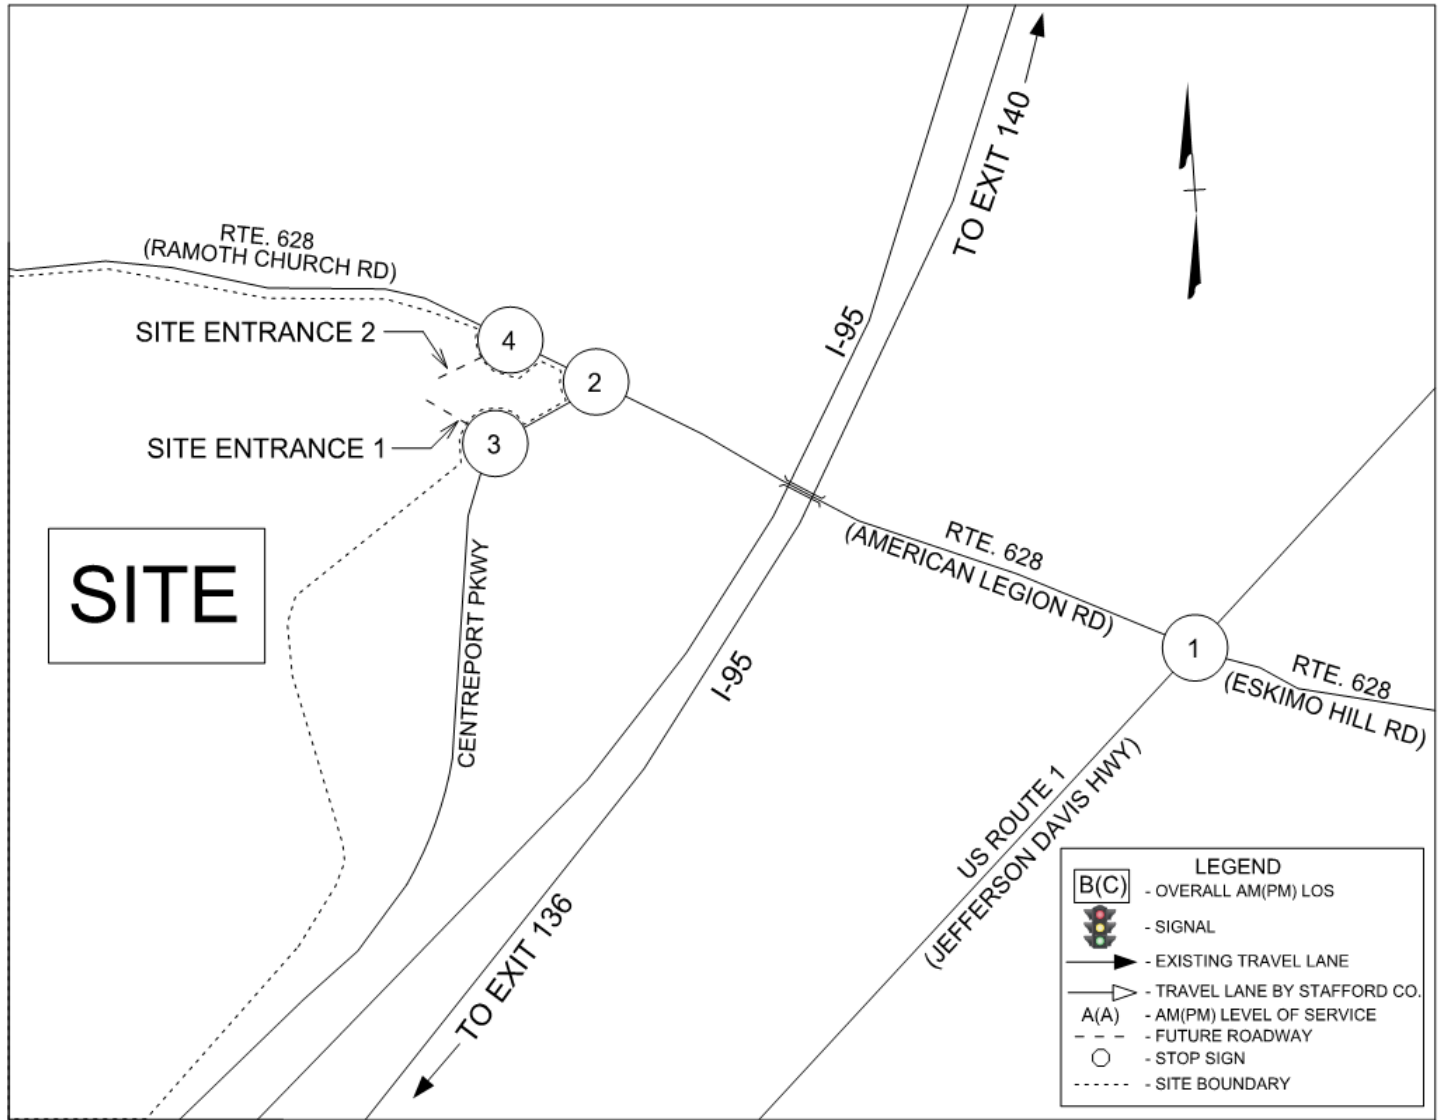 TO EXIT 140
RTE. 628
(RAMOTH CHURCH RD)
SITE ENTRANCE 2
4
2
I-95
SITE ENTRANCE 1
3
RTE. 628
(AMERICAN LEGION RD)
SITE
CENTREPORT PKWY
I-95
1
RTE. 628
(ESKIMO HILL RD)
US ROUTE 1
(JEFFERSON DAVIS HWY)
TO EXIT 136
LEGEND
B(C) - OVERALL AM(PM) LOS
- SIGNAL
- EXISTING TRAVEL LANE
- TRAVEL LANE BY STAFFORD CO.
A(A) - AM(PM) LEVEL OF SERVICE
- FUTURE ROADWAY
- STOP SIGN
- SITE BOUNDARY